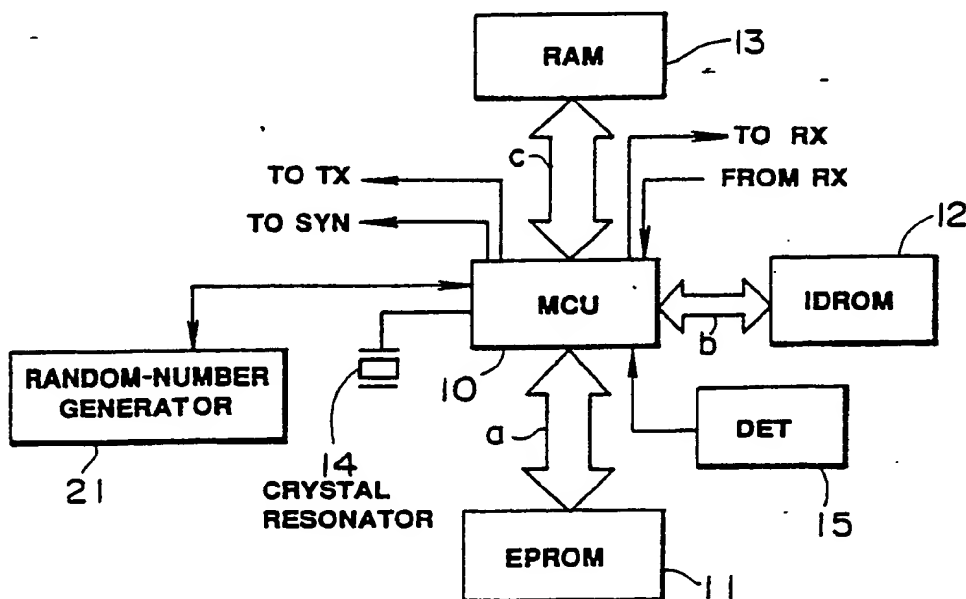 13
RAM
TO RX
c
TO TX
FROM RX
TO SYN
12
MCU
IDROM
b
10
RANDOM-NUMBER
GENERATOR
a
DET
14
21
CRYSTAL
RESONATOR
15
EPROM
11